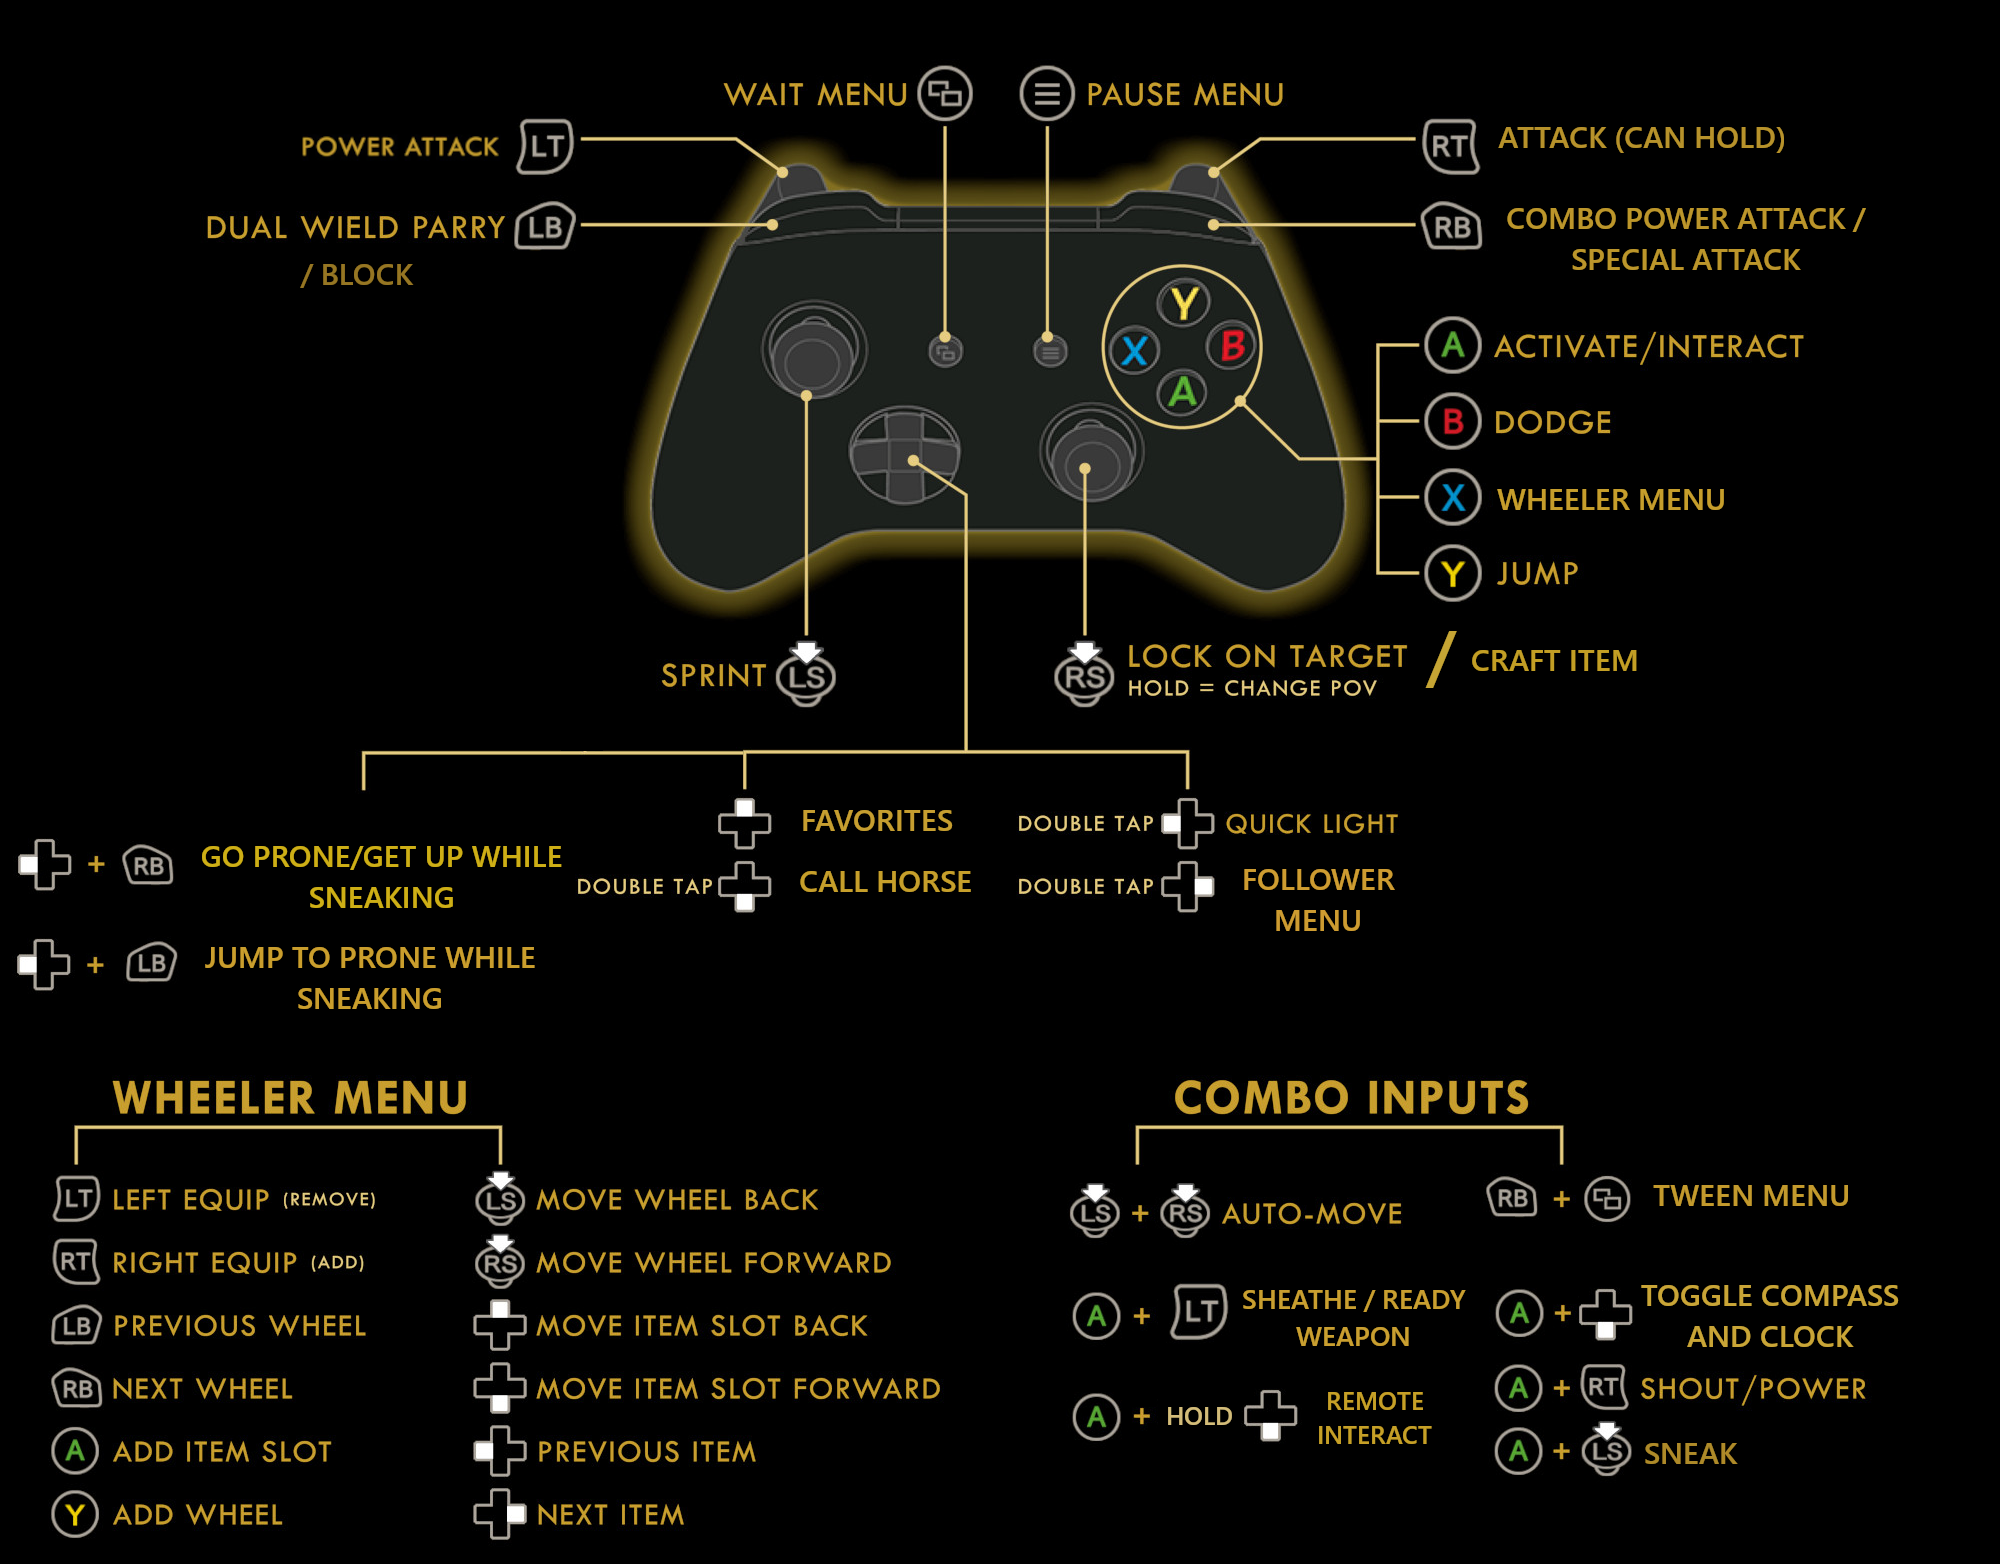 WAIT MENU
PAUSE MENU
POWER ATTACK LT
RT ATTACK (CAN HOLD)
DUAL WIELD PARRY LB
/ BLOCK
RB COMBO POWER ATTACK /
SPECIAL ATTACK
Y
X B
A
A ACTIVATE/INTERACT
B DODGE
X WHEELER MENU
Y JUMP
SPRINT LS
RS LOCK ON TARGET / CRAFT ITEM
HOLD = CHANGE POV
+ RB GO PRONE/GET UP WHILE
SNEAKING
+ LB JUMP TO PRONE WHILE
SNEAKING
FAVORITES
DOUBLE TAP CALL HORSE
DOUBLE TAP QUICK LIGHT
DOUBLE TAP FOLLOWER
MENU
WHEELER MENU
LT LEFT EQUIP (REMOVE)
RT RIGHT EQUIP (ADD)
LB PREVIOUS WHEEL
RB NEXT WHEEL
A ADD ITEM SLOT
Y ADD WHEEL
LS MOVE WHEEL BACK
RS MOVE WHEEL FORWARD
MOVE ITEM SLOT BACK
MOVE ITEM SLOT FORWARD
PREVIOUS ITEM
NEXT ITEM
COMBO INPUTS
LS + RS AUTO-MOVE
A + LT SHEATHE / READY
WEAPON
A + HOLD REMOTE
INTERACT
RB + TWEEN MENU
A + TOGGLE COMPASS
AND CLOCK
A + RT SHOUT/POWER
A + LS SNEAK